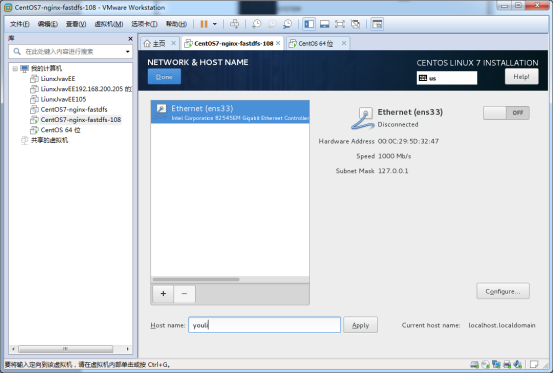 CentOS7-nginx-fastdfs-108 - VMware Workstation
文件(F) 编辑(E) 查看(V) 虚拟机(M) 选项卡(T) 帮助(H)
库
在此处键入内容进行搜索
我的计算机
LiunxJavEE
LiunxJvavEE192.168.200.205 的
LiunxJvavEE105
CentOS7-nginx-fastdfs
CentOS7-nginx-fastdfs-108
CentOS 64 位
共享的虚拟机
主页
CentOS7-nginx-fastdfs-108
CentOS 64 位
NETWORK & HOST NAME
Done
CENTOS LINUX 7 INSTALLATION
us
Help!
Ethernet (ens33)
Intel Corporation 82545EM Gigabit Ethernet Controller
Ethernet (ens33)
Disconnected
OFF
Hardware Address 00:0C:29:5D:32:47
Speed 1000 Mb/s
Subnet Mask 127.0.0.1
+ −
Configure...
Host name: youli
Apply
Current host name: localhost.localdomain
要将输入定向到该虚拟机，请在虚拟机内部单击或按 Ctrl+G。